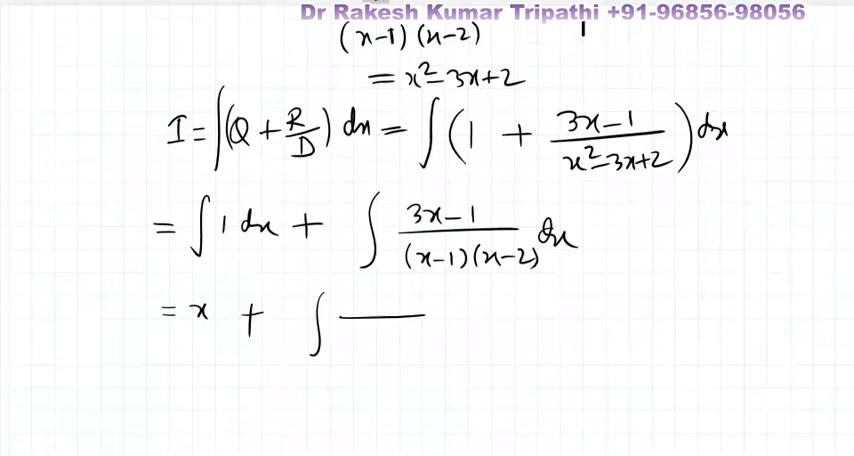 Dr Rakesh Kumar Tripathi +91-96856-98056
(x-1)(x-2)
= x²-3x+2
I = ∫(Q + R/D) dx = ∫(1 + (3x-1)/(x²-3x+2)) dx
= ∫1 dx + ∫ (3x-1)/((x-1)(x-2)) dx
= x + ∫ —